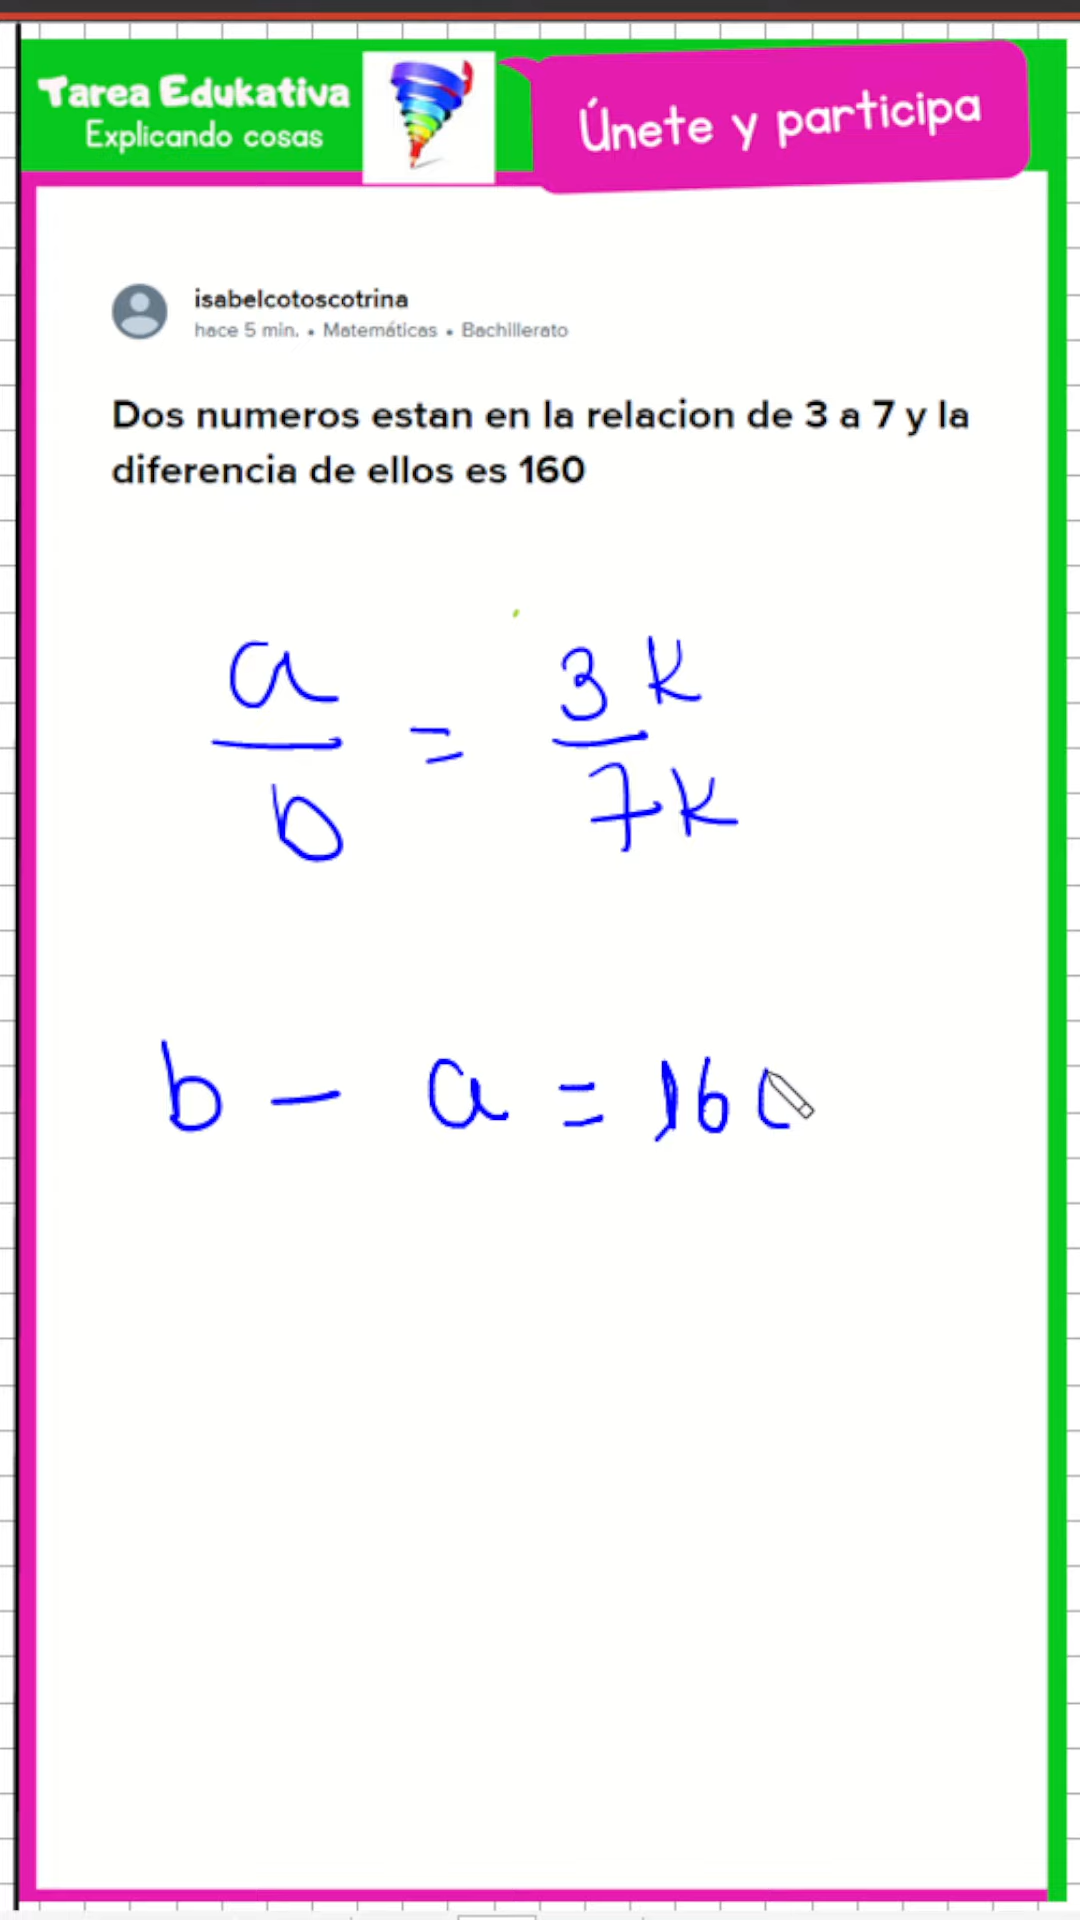 Tarea Edukativa
Explicando cosas
Únete y participa
isabelcotoscotrina
hace 5 min. • Matemáticas • Bachillerato
Dos numeros estan en la relacion de 3 a 7 y la
diferencia de ellos es 160
a/b = 3k/7k
b - a = 160